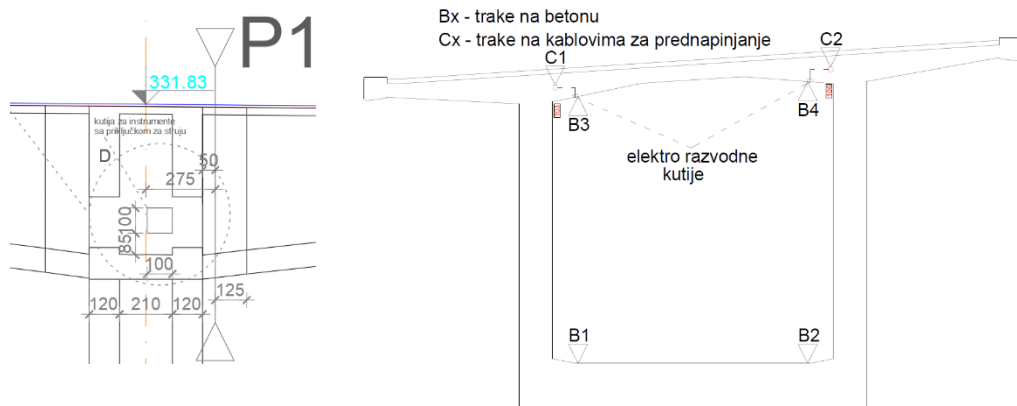 P1
331.83
kutija za instrumente
sa priključkom za struju
D
50
275
100
85
100
125
120
210
120
Bx - trake na betonu
Cx - trake na kablovima za prednapinjanje
C1
C2
B3
B4
elektro razvodne
kutije
B1
B2